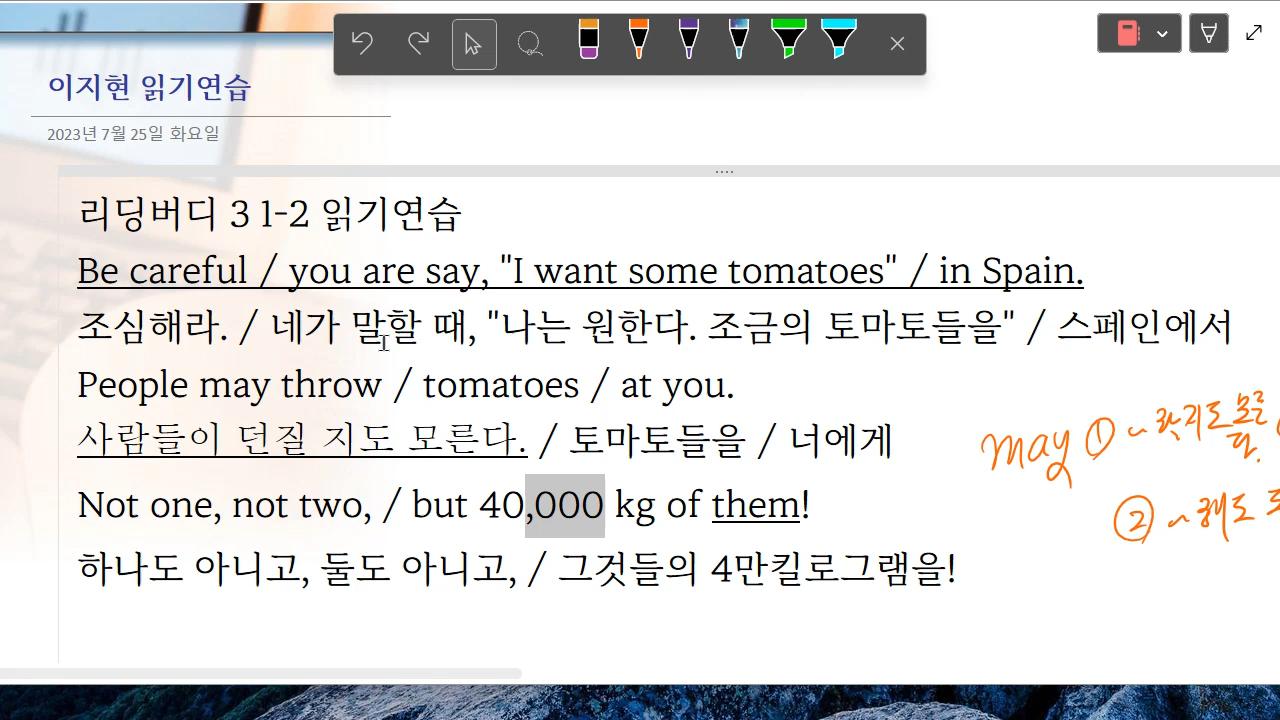 이지현 읽기연습
2023년 7월 25일 화요일
리딩버디 3 1-2 읽기연습
Be careful / you are say, "I want some tomatoes" / in Spain.
조심해라. / 네가 말할 때, "나는 원한다. 조금의 토마토들을" / 스페인에서
People may throw / tomatoes / at you.
사람들이 던질 지도 모른다. / 토마토들을 / 너에게
Not one, not two, / but 40,000 kg of them!
하나도 아니고, 둘도 아니고, / 그것들의 4만킬로그램을!
may ① ~
② ~해도